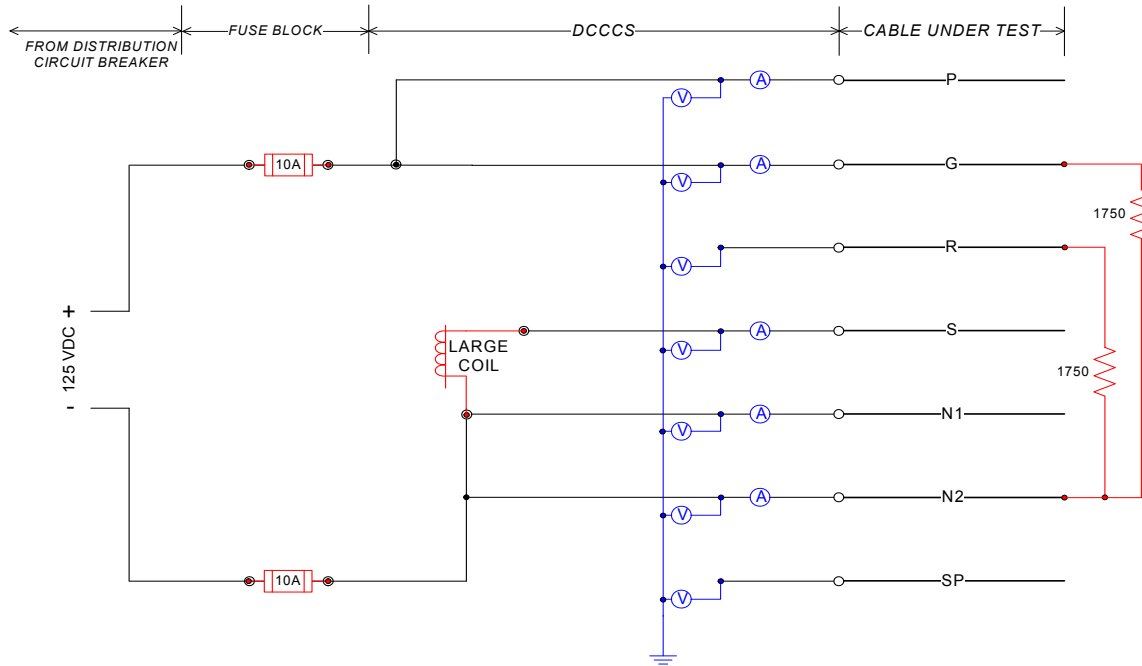 FROM DISTRIBUTION
CIRCUIT BREAKER
FUSE BLOCK
DCCCS
CABLE UNDER TEST
A
P
V
10A
A
G
V
1750
R
V
+
125 VDC
-
LARGE
COIL
A
S
V
1750
A
N1
V
A
N2
V
10A
SP
V